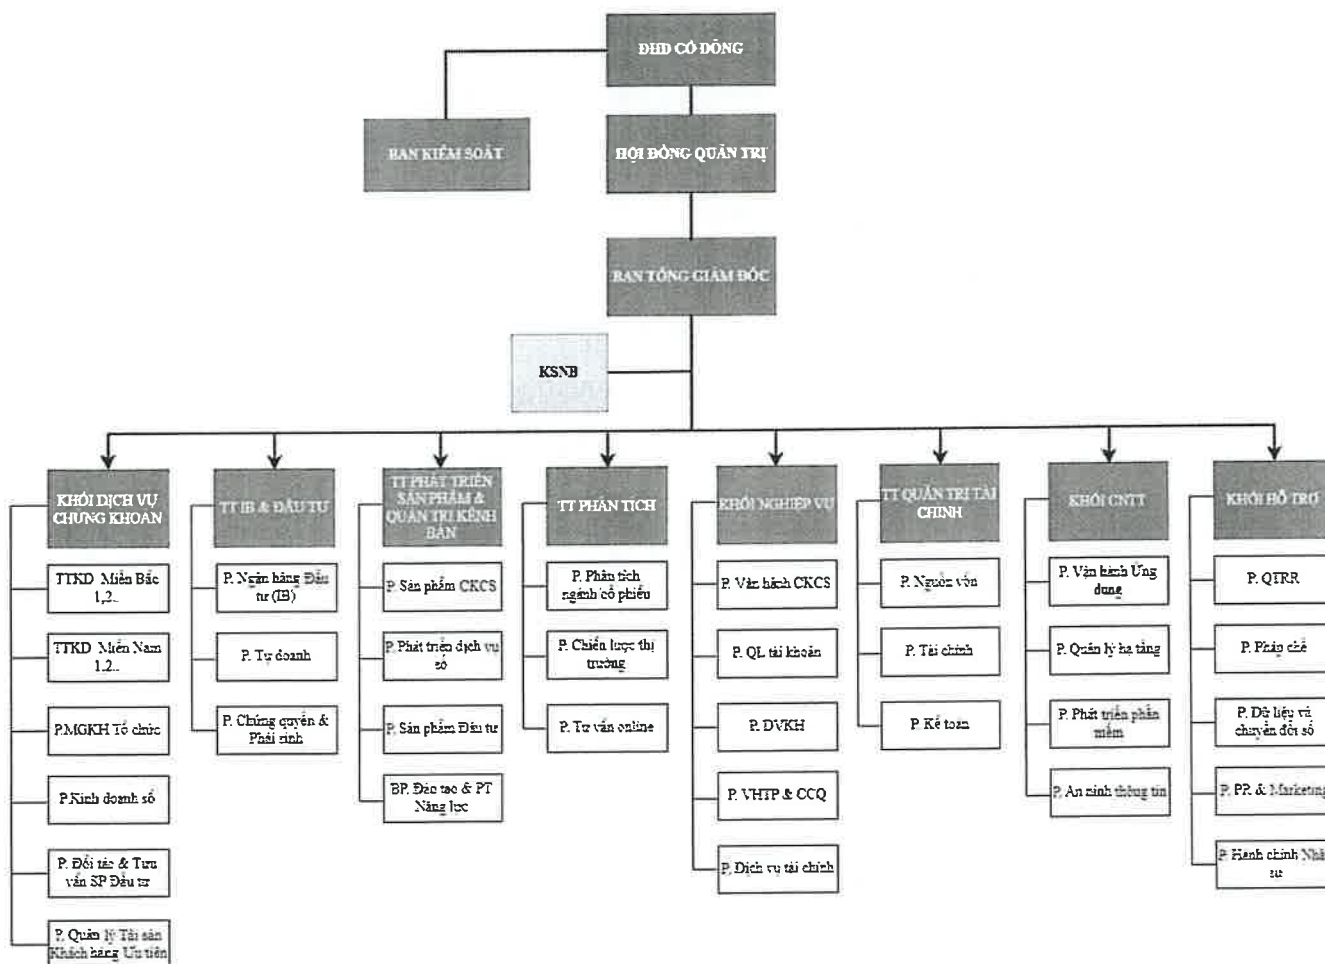 ĐHĐ CỔ ĐÔNG
BAN KIỂM SOÁT
HỘI ĐỒNG QUẢN TRỊ
BAN TỔNG GIÁM ĐỐC
KSNB
KHỐI DỊCH VỤ
CHỨNG KHOÁN
TTKD Miền Bắc
1,2..
TTKD Miền Nam
1,2..
P.MGKH Tổ chức
P.Kinh doanh số
P. Đối tác & Tưu
vấn SP Đầu tư
P. Quản lý Tài sản
Khách hàng Ưu tiên
TT IB & ĐẦU TƯ
P. Ngân hàng Đầu
tư (IB)
P. Tự doanh
P. Chứng quyền &
Phái sinh
TT PHÁT TRIỂN
SẢN PHẨM &
QUẢN TRỊ KÊNH
BÁN
P. Sản phẩm CKCS
P. Phát triển dịch vụ
số
P. Sản phẩm Đầu tư
BP. Đào tạo & PT
Năng lực
TT PHÂN TÍCH
P. Phân tích
ngành/cổ phiếu
P. Chiến lược thị
trường
P. Tư vấn online
KHỐI NGHIỆP VỤ
P. Vận hành CKCS
P. QL tài khoản
P. DVKH
P. VHTP & CCQ
P. Dịch vụ tài chính
TT QUẢN TRỊ TÀI
CHÍNH
P. Nguồn vốn
P. Tài chính
P. Kế toán
KHỐI CNTT
P. Vận hành Ứng
dụng
P. Quản lý hạ tầng
P. Phát triển phần
mềm
P. An ninh thông tin
KHỐI HỖ TRỢ
P. QTRR
P. Pháp chế
P. Dữ liệu và
chuyển đổi số
P. PR & Marketing
P. Hành chính Nhân
sự